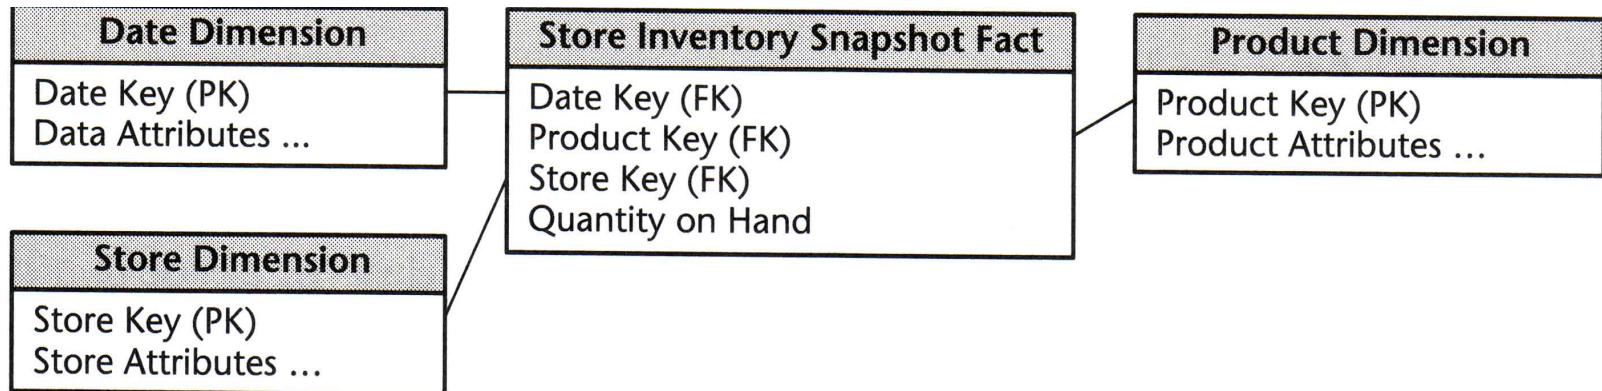 Date Dimension
Date Key (PK)
Data Attributes ...
Store Inventory Snapshot Fact
Date Key (FK)
Product Key (FK)
Store Key (FK)
Quantity on Hand
Product Dimension
Product Key (PK)
Product Attributes ...
Store Dimension
Store Key (PK)
Store Attributes ...